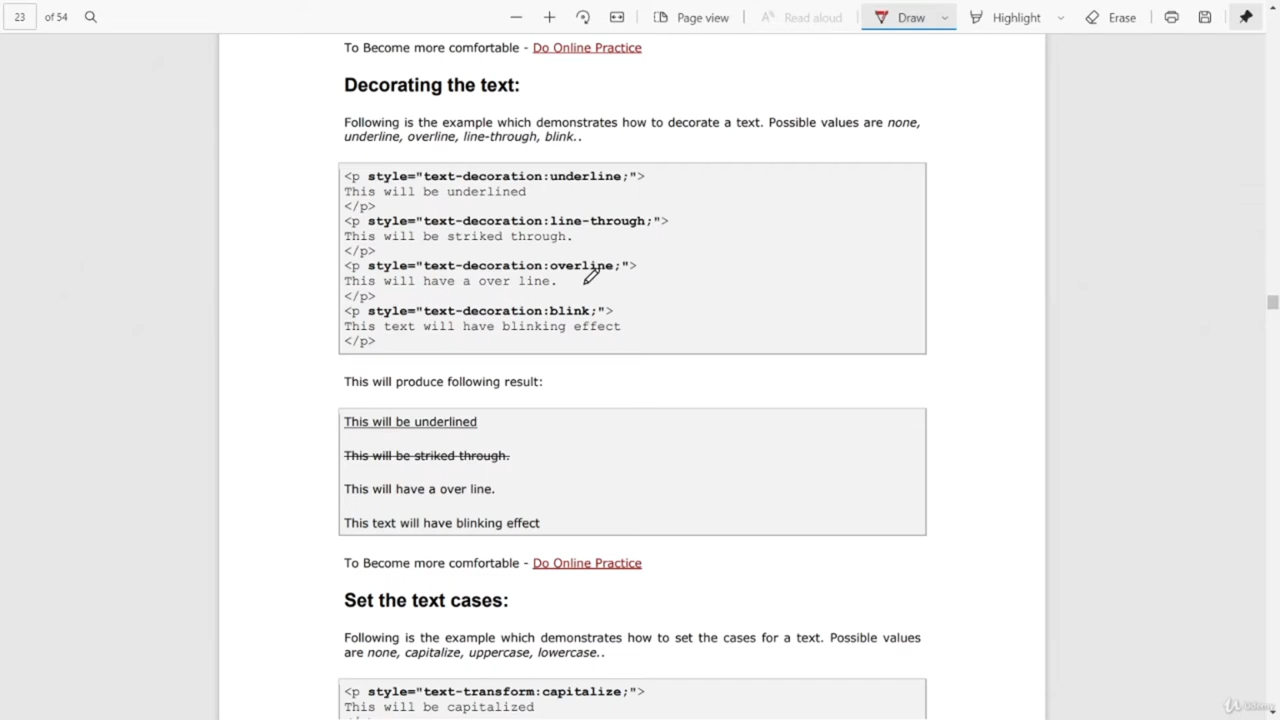 23 of 54 Page view Read aloud Draw Highlight Erase
To Become more comfortable - Do Online Practice
Decorating the text:
Following is the example which demonstrates how to decorate a text. Possible values are none,
underline, overline, line-through, blink..
<p style="text-decoration:underline;">
This will be underlined
</p>
<p style="text-decoration:line-through;">
This will be striked through.
</p>
<p style="text-decoration:overline;">
This will have a over line.
</p>
<p style="text-decoration:blink;">
This text will have blinking effect
</p>
This will produce following result:
This will be underlined
This will be striked through.
This will have a over line.
This text will have blinking effect
To Become more comfortable - Do Online Practice
Set the text cases:
Following is the example which demonstrates how to set the cases for a text. Possible values
are none, capitalize, uppercase, lowercase..
<p style="text-transform:capitalize;">
This will be capitalized
Udemy